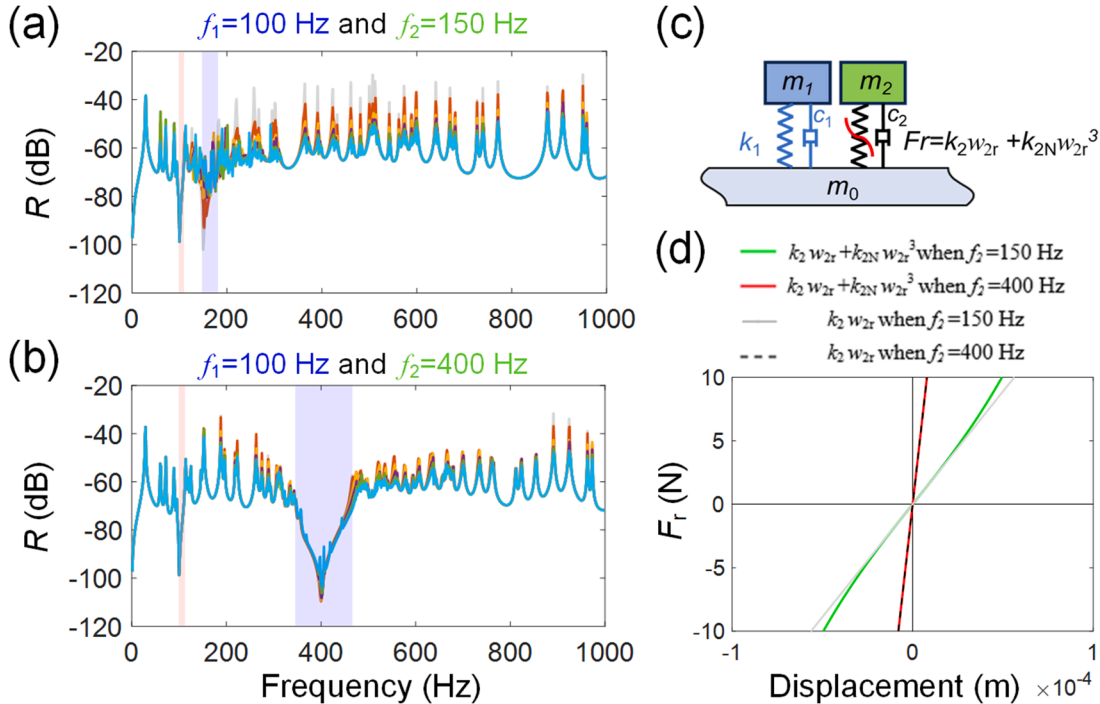 (a)
f1=100 Hz and f2=150 Hz
-20
-40
-60
-80
-100
-120
R (dB)
0 200 400 600 800 1000
(b)
f1=100 Hz and f2=400 Hz
-20
-40
-60
-80
-100
-120
R (dB)
0 200 400 600 800 1000
Frequency (Hz)
(c)
m1 m2
k1 c1 c2 Fr=k2w2r +k2Nw2r³
m0
(d)
k2 w2r+k2N w2r³ when f2=150 Hz
k2 w2r+k2N w2r³ when f2=400 Hz
k2 w2r when f2=150 Hz
k2 w2r when f2=400 Hz
10
5
0
-5
-10
Fr (N)
-1 0 1
Displacement (m) ×10⁻⁴